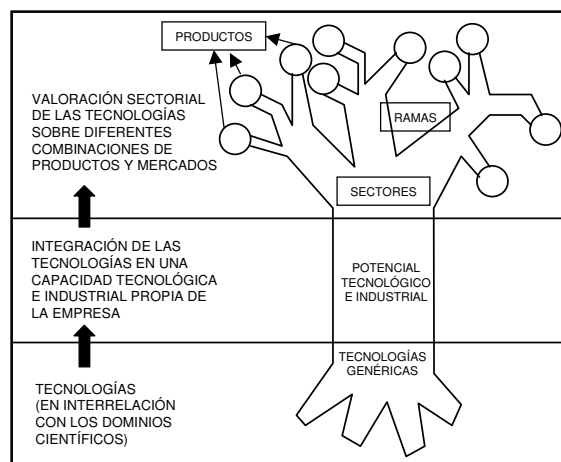 PRODUCTOS
VALORACIÓN SECTORIAL
DE LAS TECNOLOGÍAS
SOBRE DIFERENTES
COMBINACIONES DE
PRODUCTOS Y MERCADOS
RAMAS
SECTORES
INTEGRACIÓN DE LAS
TECNOLOGÍAS EN UNA
CAPACIDAD TECNOLÓGICA
E INDUSTRIAL PROPIA DE
LA EMPRESA
POTENCIAL
TECNOLÓGICO
E INDUSTRIAL
TECNOLOGÍAS
GENÉRICAS
TECNOLOGÍAS
(EN INTERRELACIÓN
CON LOS DOMINIOS
CIENTÍFICOS)